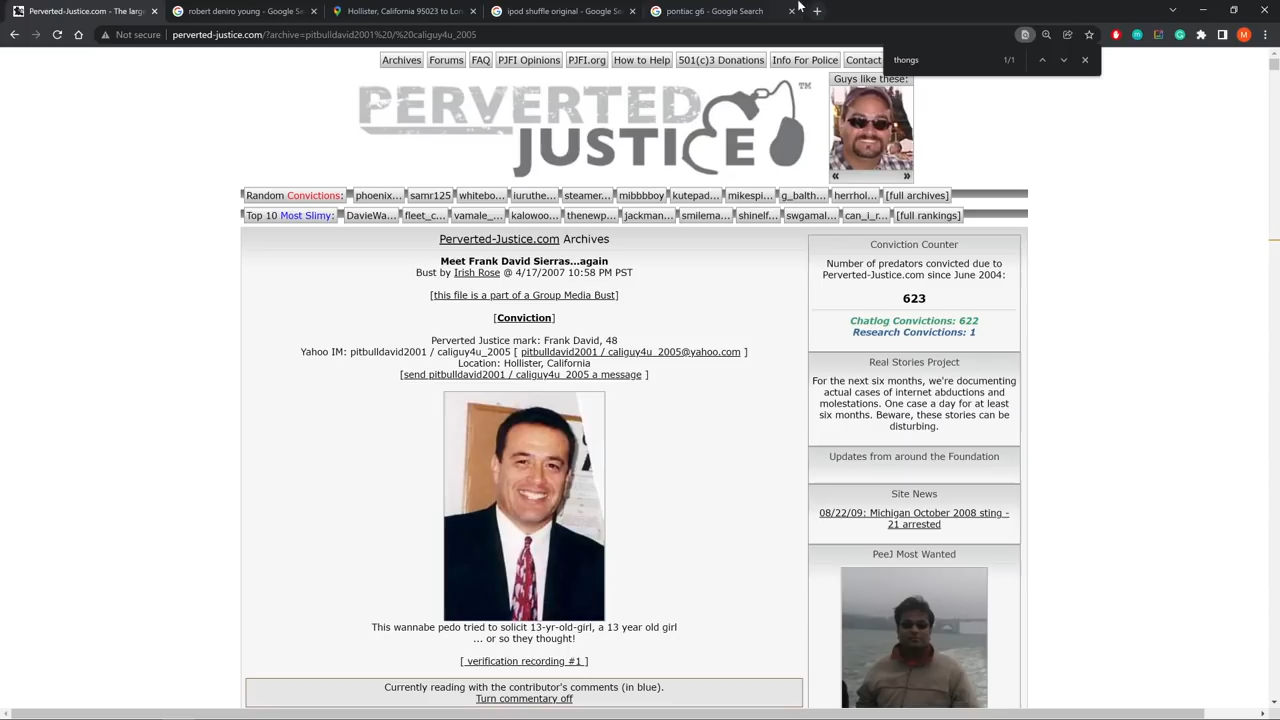 Perverted-Justice.com - The lar
robert deniro young - Google Se
Hollister, California 95023 to Lon
ipod shuffle original - Google Se
pontiac g6 - Google Search
Not secure
perverted-justice.com/?archive=pitbulldavid2001%20/%20caliguy4u_2005
M
thongs
1/1
Archives
Forums
FAQ
PJFI Opinions
PJFI.org
How to Help
501(c)3 Donations
Info For Police
Contact
PERVERTED
JUSTICE
TM
Guys like these:
«
»
Random Convictions: phoenix... samr125 whitebo... iuruthe... steamer... mibbbboy kutepad... mikespi... g_balth... herrhol... [full archives]
Top 10 Most Slimy: DavieWa... fleet_c... vamale_... kalowoo... thenewp... jackman... smilema... shinelf... swgamal... can_i_r... [full rankings]
Perverted-Justice.com Archives
Meet Frank David Sierras...again
Bust by Irish Rose @ 4/17/2007 10:58 PM PST
[this file is a part of a Group Media Bust]
[Conviction]
Perverted Justice mark: Frank David, 48
Yahoo IM: pitbulldavid2001 / caliguy4u_2005 [ pitbulldavid2001 / caliguy4u_2005@yahoo.com ]
Location: Hollister, California
[send pitbulldavid2001 / caliguy4u_2005 a message ]
This wannabe pedo tried to solicit 13-yr-old-girl, a 13 year old girl
... or so they thought!
[ verification recording #1 ]
Currently reading with the contributor's comments (in blue).
Turn commentary off
Conviction Counter
Number of predators convicted due to
Perverted-Justice.com since June 2004:
623
Chatlog Convictions: 622
Research Convictions: 1
Real Stories Project
For the next six months, we're documenting
actual cases of internet abductions and
molestations. One case a day for at least
six months. Beware, these stories can be
disturbing.
Updates from around the Foundation
Site News
08/22/09: Michigan October 2008 sting -
21 arrested
PeeJ Most Wanted